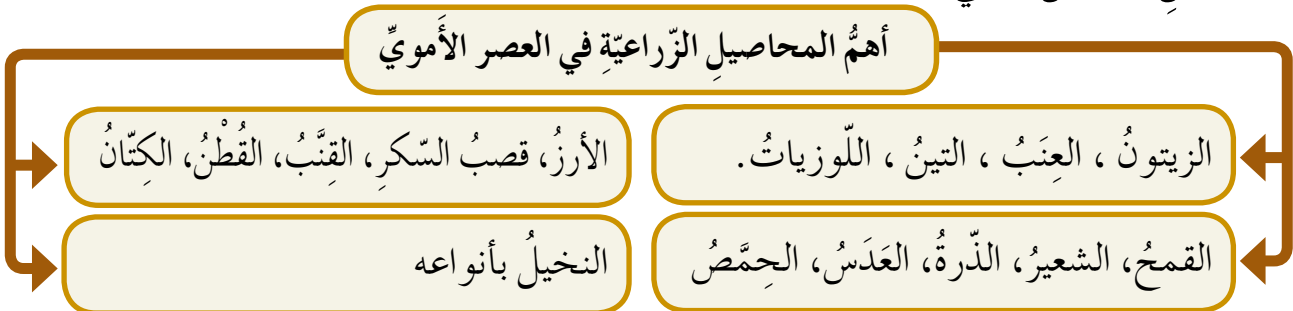 أهمُّ المحاصيلِ الزّراعيّةِ في العصر الأَمويِّ
الزيتونُ ، العِنَبُ ، التينُ ، اللّوزياتُ.
الأرزُ، قصبُ السّكرِ، القِنَّبُ، القُطْنُ، الكِتّانُ
القمحُ، الشعيرُ، الذّرةُ، العَدَسُ، الحِمَّصُ
النخيلُ بأنواعه